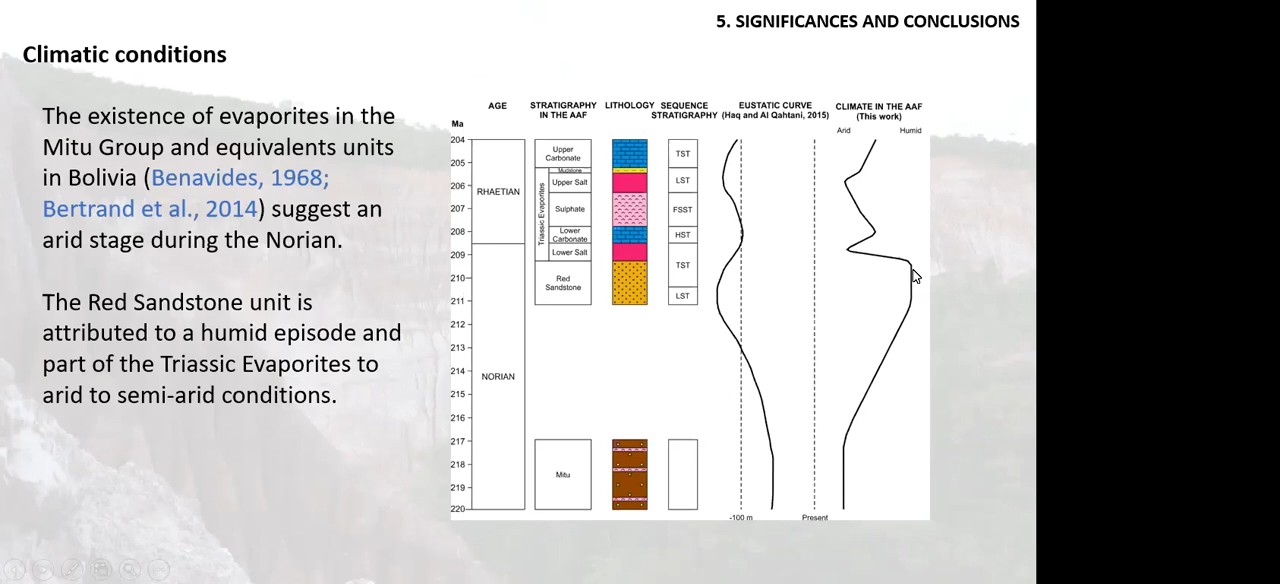 5. SIGNIFICANCES AND CONCLUSIONS
Climatic conditions
The existence of evaporites in the
Mitu Group and equivalents units
in Bolivia (Benavides, 1968;
Bertrand et al., 2014) suggest an
arid stage during the Norian.
The Red Sandstone unit is
attributed to a humid episode and
part of the Triassic Evaporites to
arid to semi-arid conditions.
AGE
STRATIGRAPHY
IN THE AAF
LITHOLOGY
SEQUENCE
STRATIGRAPHY
EUSTATIC CURVE
(Haq and Al Qahtani, 2015)
CLIMATE IN THE AAF
(This work)
Arid
Humid
Ma
204
205
206
207
208
209
210
211
212
213
214
215
216
217
218
219
220
RHAETIAN
NORIAN
Upper
Carbonate
Triassic Evaporites
Mudstone
Upper Salt
Sulphate
Lower
Carbonate
Lower Salt
Red
Sandstone
Mitu
TST
LST
FSST
HST
TST
LST
-100 m
Present